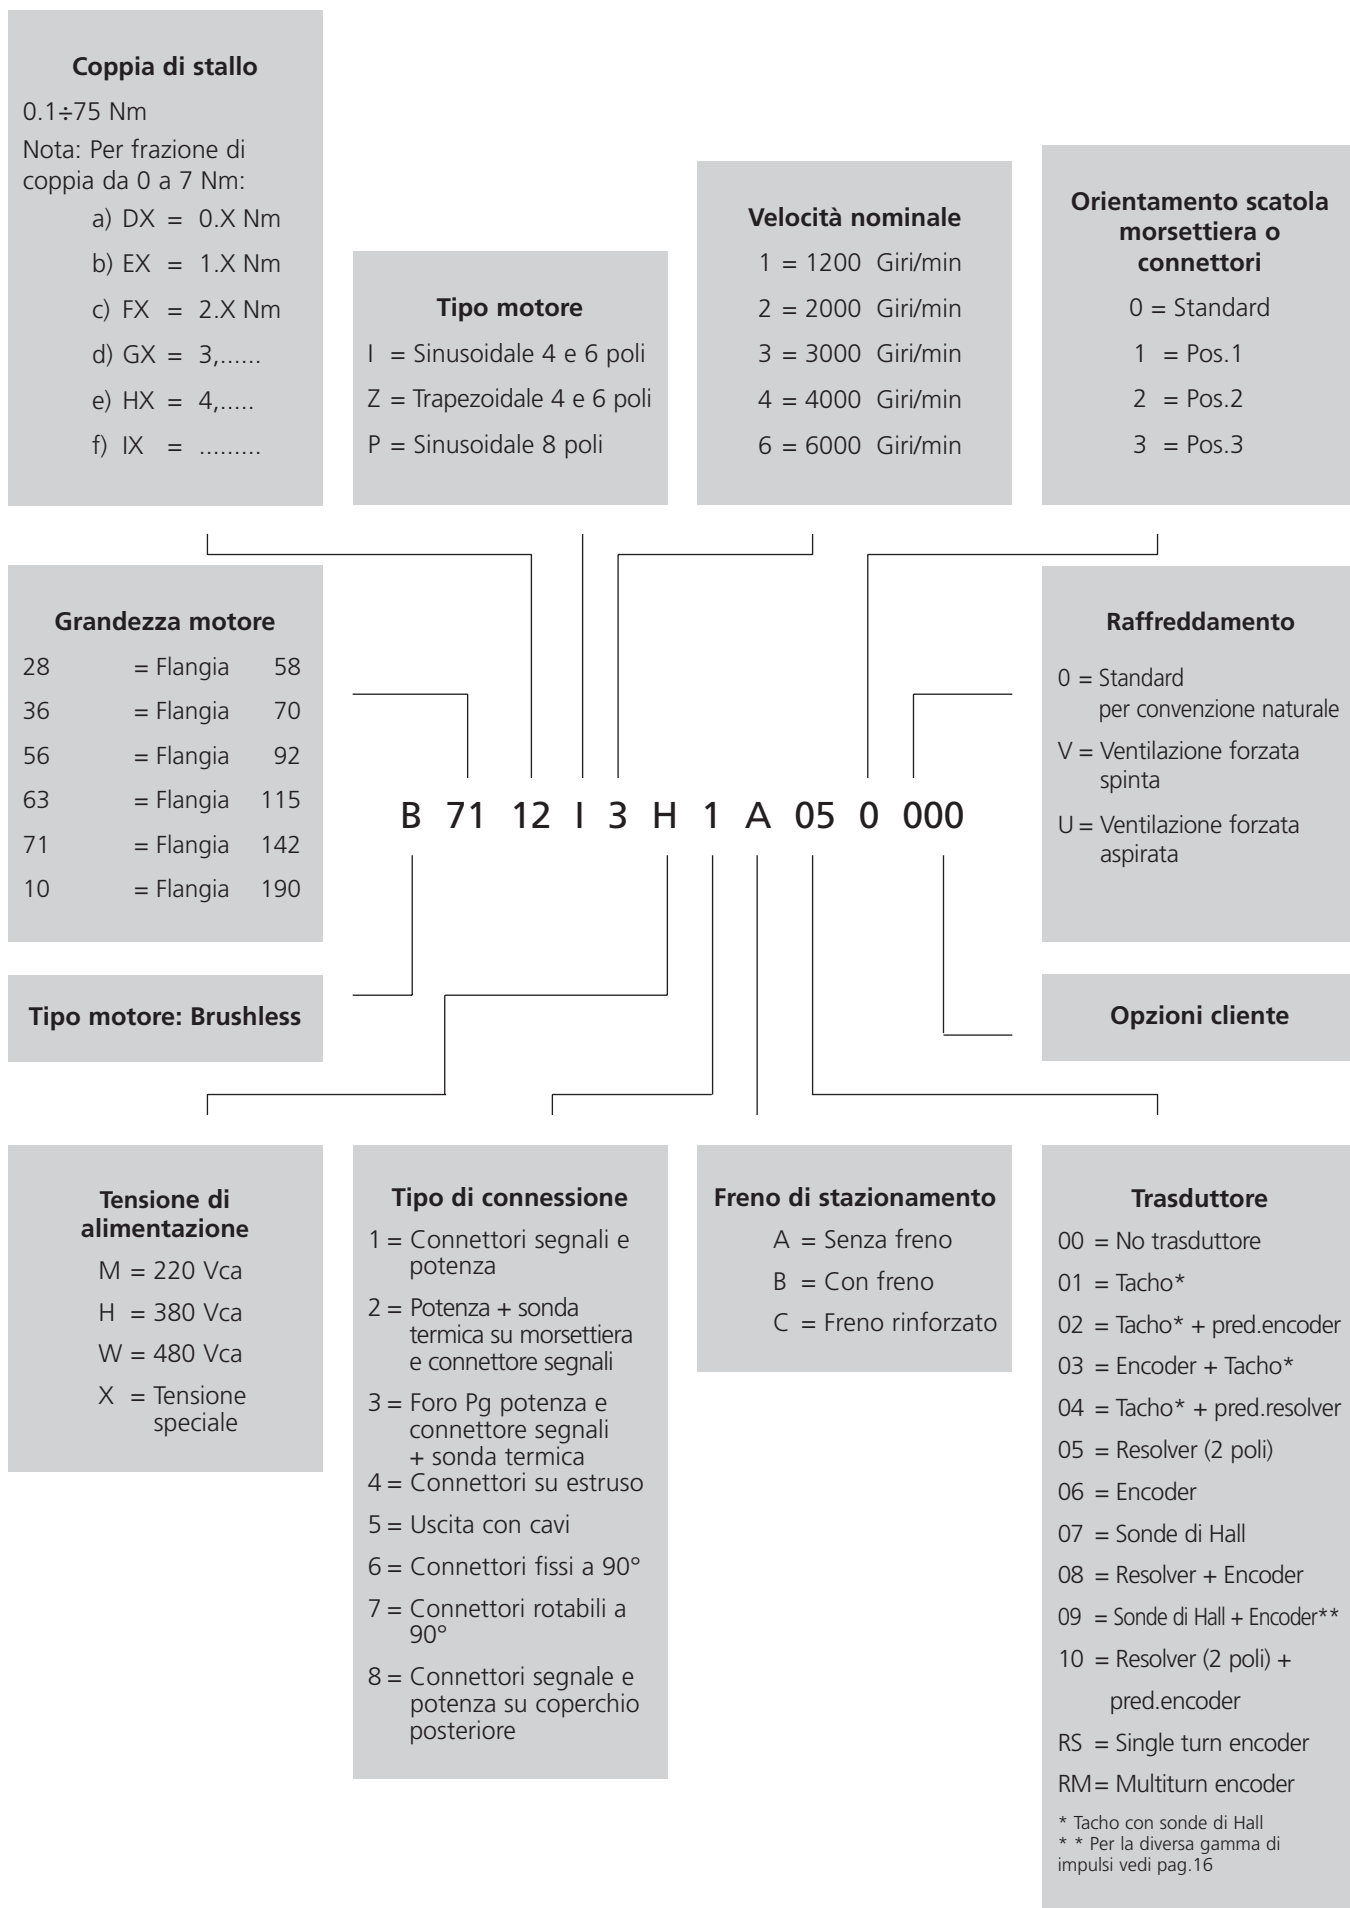 Coppia di stallo
0.1÷75 Nm
Nota: Per frazione di
coppia da 0 a 7 Nm:
a) DX = 0.X Nm
b) EX = 1.X Nm
c) FX = 2.X Nm
d) GX = 3,......
e) HX = 4,.....
f) IX = .........
Tipo motore
I = Sinusoidale 4 e 6 poli
Z = Trapezoidale 4 e 6 poli
P = Sinusoidale 8 poli
Velocità nominale
1 = 1200 Giri/min
2 = 2000 Giri/min
3 = 3000 Giri/min
4 = 4000 Giri/min
6 = 6000 Giri/min
Orientamento scatola
morsettiera o
connettori
0 = Standard
1 = Pos.1
2 = Pos.2
3 = Pos.3
Grandezza motore
28 = Flangia 58
36 = Flangia 70
56 = Flangia 92
63 = Flangia 115
71 = Flangia 142
10 = Flangia 190
Raffreddamento
0 = Standard
per convenzione naturale
V = Ventilazione forzata
spinta
U = Ventilazione forzata
aspirata
B 71 12 I 3 H 1 A 05 0 000
Tipo motore: Brushless
Opzioni cliente
Tensione di
alimentazione
M = 220 Vca
H = 380 Vca
W = 480 Vca
X = Tensione
speciale
Tipo di connessione
1 = Connettori segnali e
potenza
2 = Potenza + sonda
termica su morsettiera
e connettore segnali
3 = Foro Pg potenza e
connettore segnali
+ sonda termica
4 = Connettori su estruso
5 = Uscita con cavi
6 = Connettori fissi a 90°
7 = Connettori rotabili a
90°
8 = Connettori segnale e
potenza su coperchio
posteriore
Freno di stazionamento
A = Senza freno
B = Con freno
C = Freno rinforzato
Trasduttore
00 = No trasduttore
01 = Tacho*
02 = Tacho* + pred.encoder
03 = Encoder + Tacho*
04 = Tacho* + pred.resolver
05 = Resolver (2 poli)
06 = Encoder
07 = Sonde di Hall
08 = Resolver + Encoder
09 = Sonde di Hall + Encoder**
10 = Resolver (2 poli) +
pred.encoder
RS = Single turn encoder
RM = Multiturn encoder
* Tacho con sonde di Hall
* * Per la diversa gamma di
impulsi vedi pag.16